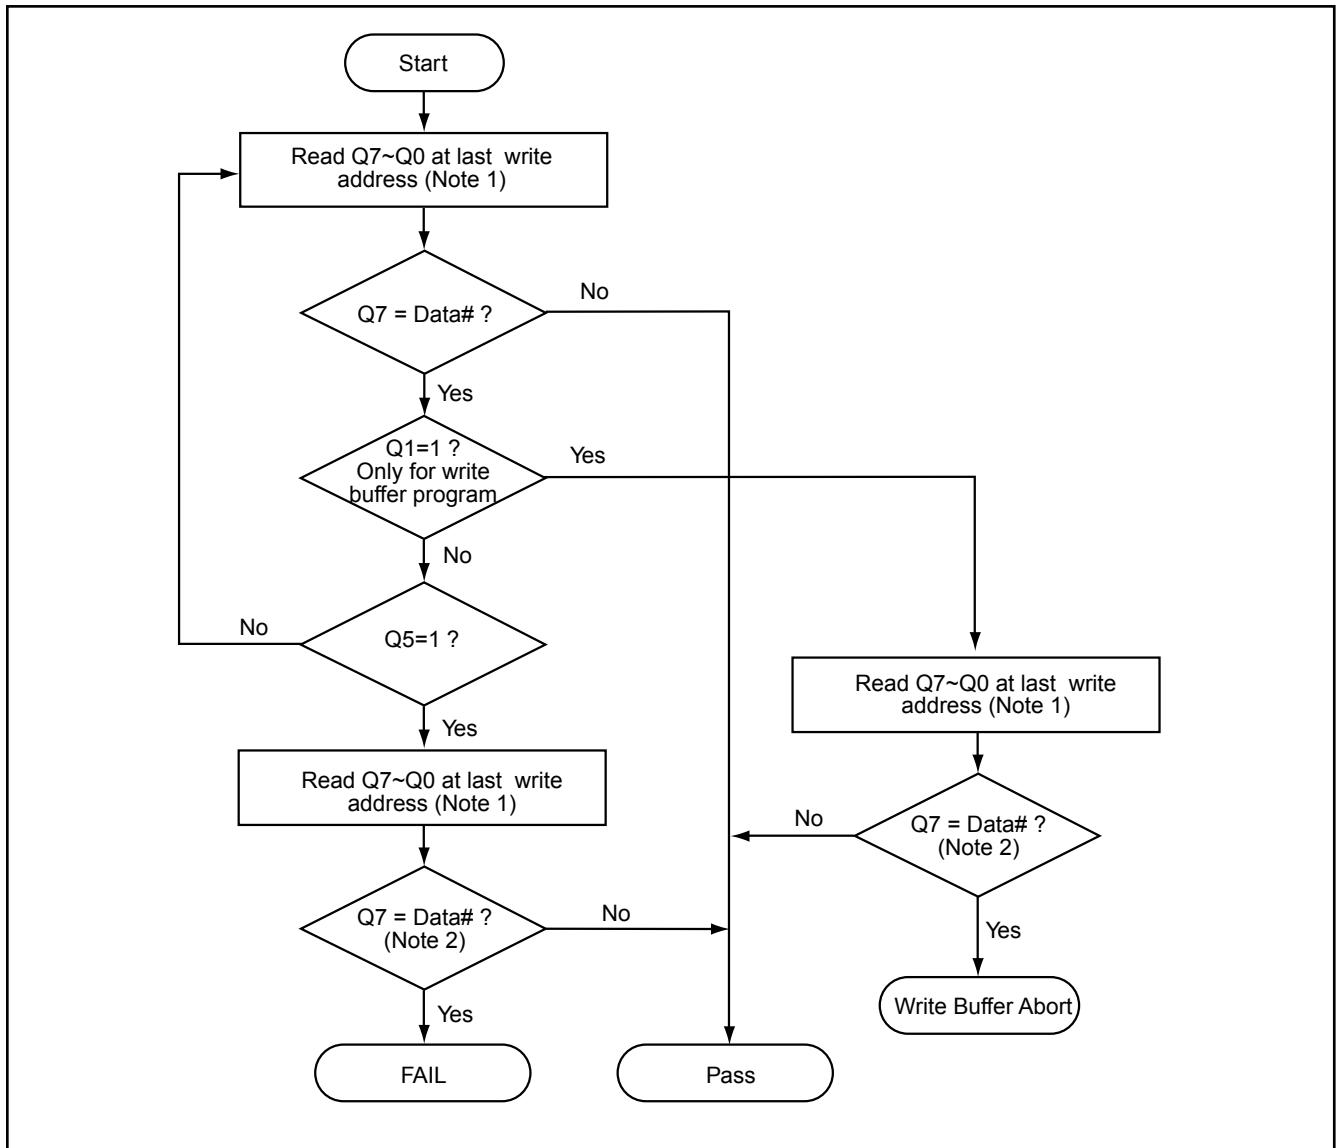 Start
Read Q7~Q0 at last write
address (Note 1)
Q7 = Data# ?
No
Yes
Q1=1 ?
Only for write
buffer program
Yes
No
Q5=1 ?
No
Yes
Read Q7~Q0 at last write
address (Note 1)
Read Q7~Q0 at last write
address (Note 1)
Q7 = Data# ?
(Note 2)
No
Yes
Q7 = Data# ?
(Note 2)
No
Yes
Write Buffer Abort
FAIL
Pass